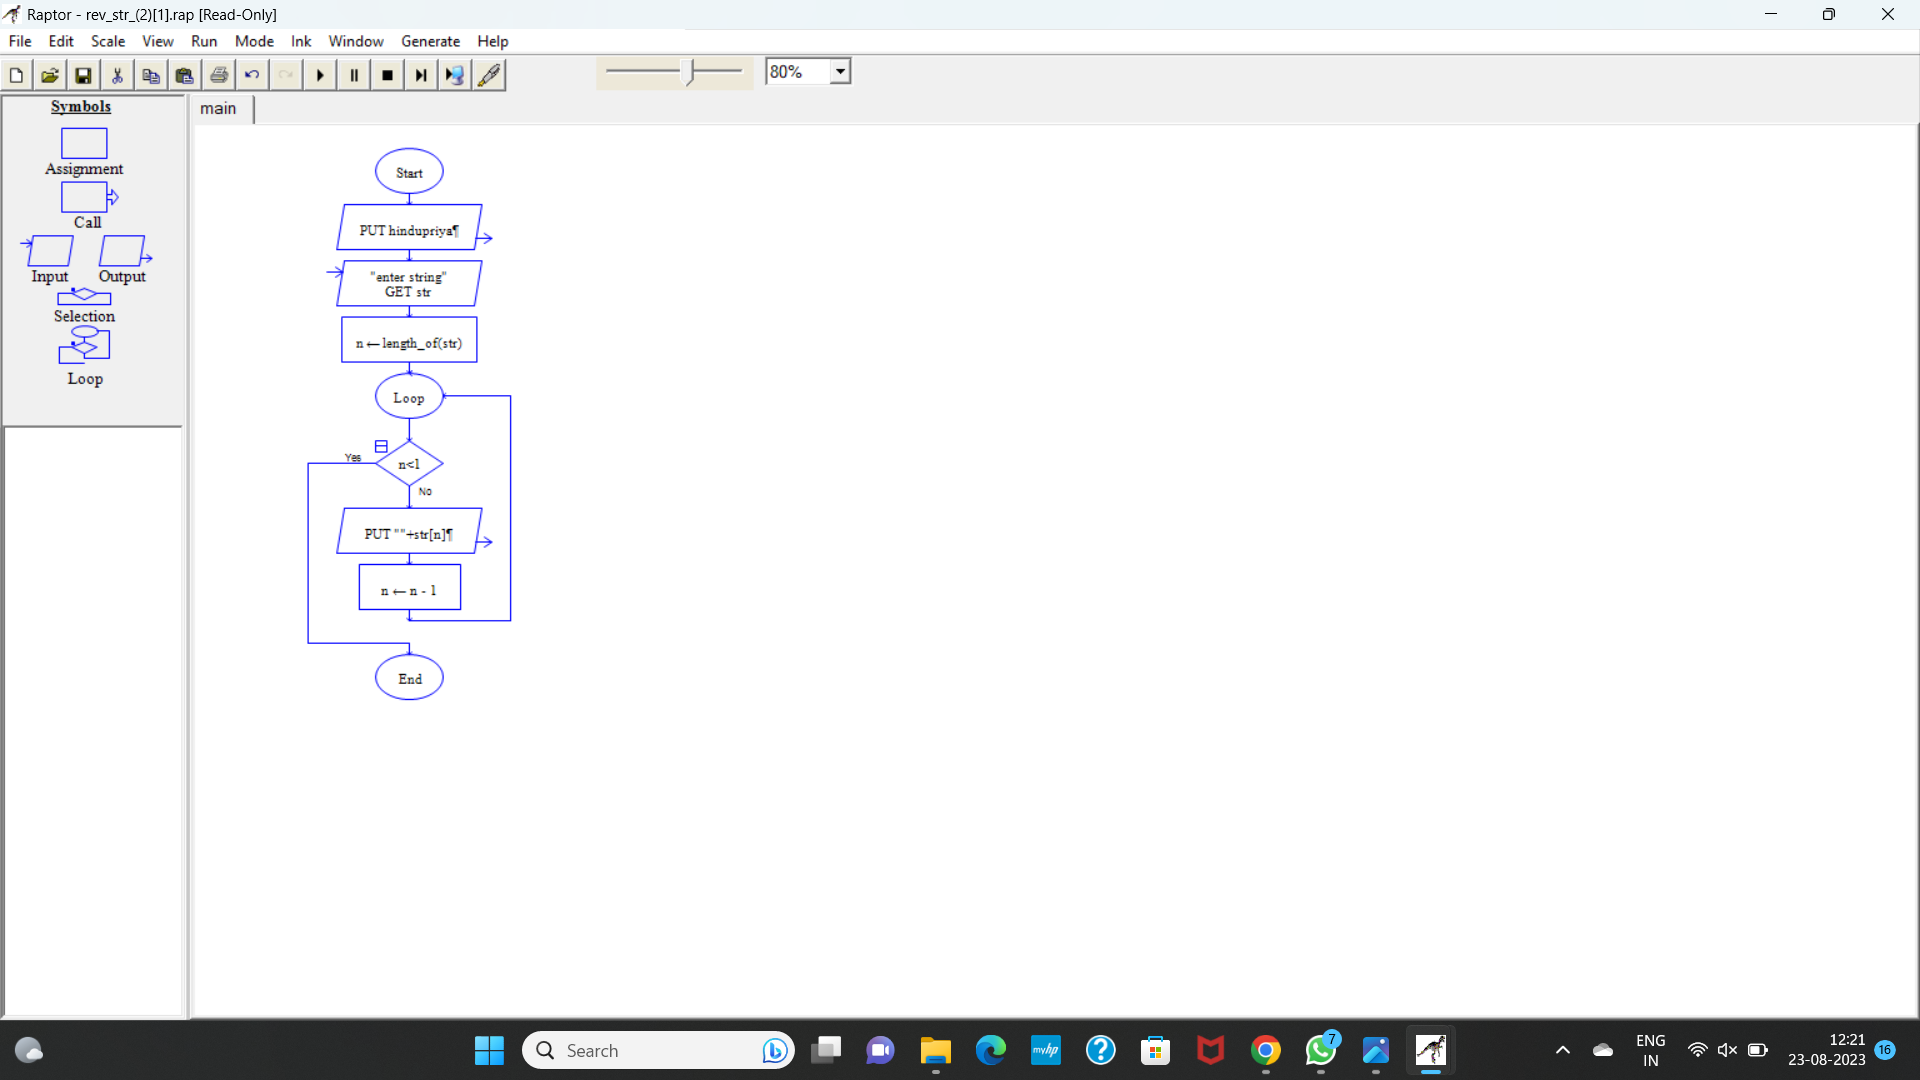 Raptor - rev_str_(2)[1].rap [Read-Only]
File Edit Scale View Run Mode Ink Window Generate Help
80%
Symbols
Assignment
Call
Input Output
Selection
Loop
main
Start
PUT hindupriya¶
"enter string"
GET str
n ← length_of(str)
Loop
Yes
n<1
No
PUT ""+str[n]¶
n ← n - 1
End
Search
myhp
7
ENG
IN
12:21
23-08-2023
16